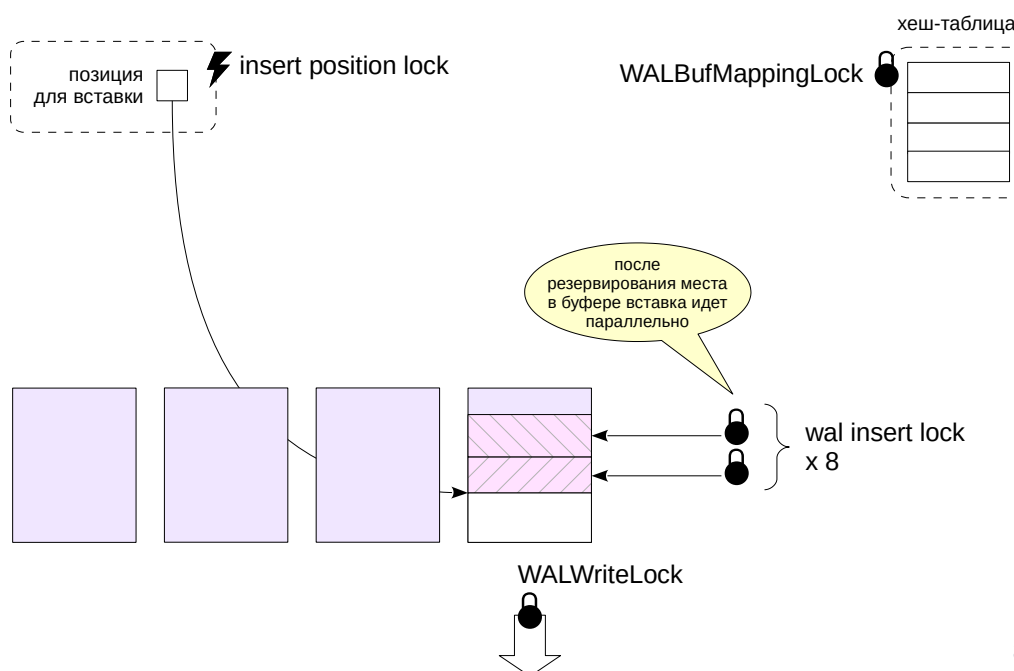 хеш-таблица
insert position lock
WALBufMappingLock
позиция
для вставки
после
резервирования места
в буфере вставка идет
параллельно
wal insert lock
x 8
WALWriteLock